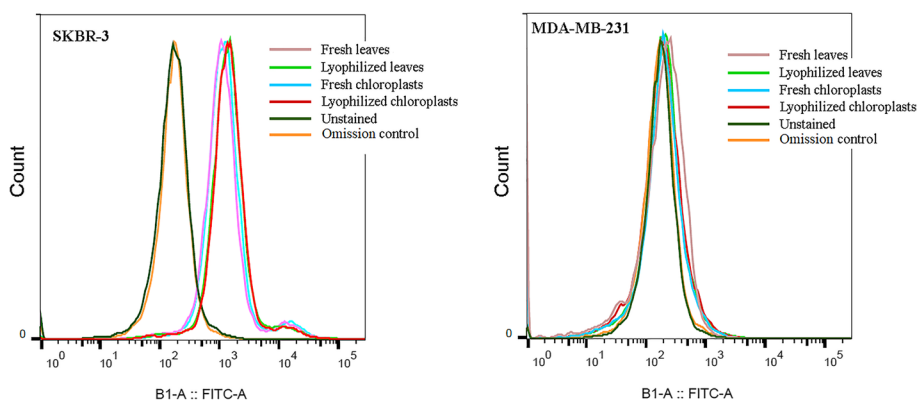 SKBR-3
Fresh leaves
Lyophilized leaves
Fresh chloroplasts
Lyophilized chloroplasts
Unstained
Omission control
Count
0
10^0 10^1 10^2 10^3 10^4 10^5
B1-A :: FITC-A
MDA-MB-231
Fresh leaves
Lyophilized leaves
Fresh chloroplasts
Lyophilized chloroplasts
Unstained
Omission control
Count
0
10^0 10^1 10^2 10^3 10^4 10^5
B1-A :: FITC-A